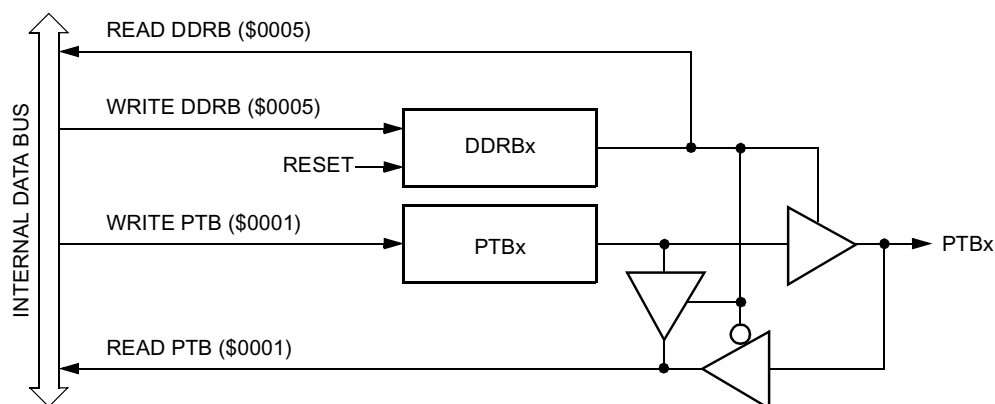 READ DDRB ($0005)
WRITE DDRB ($0005)
DDRBx
RESET
INTERNAL DATA BUS
WRITE PTB ($0001)
PTBx
PTBx
READ PTB ($0001)